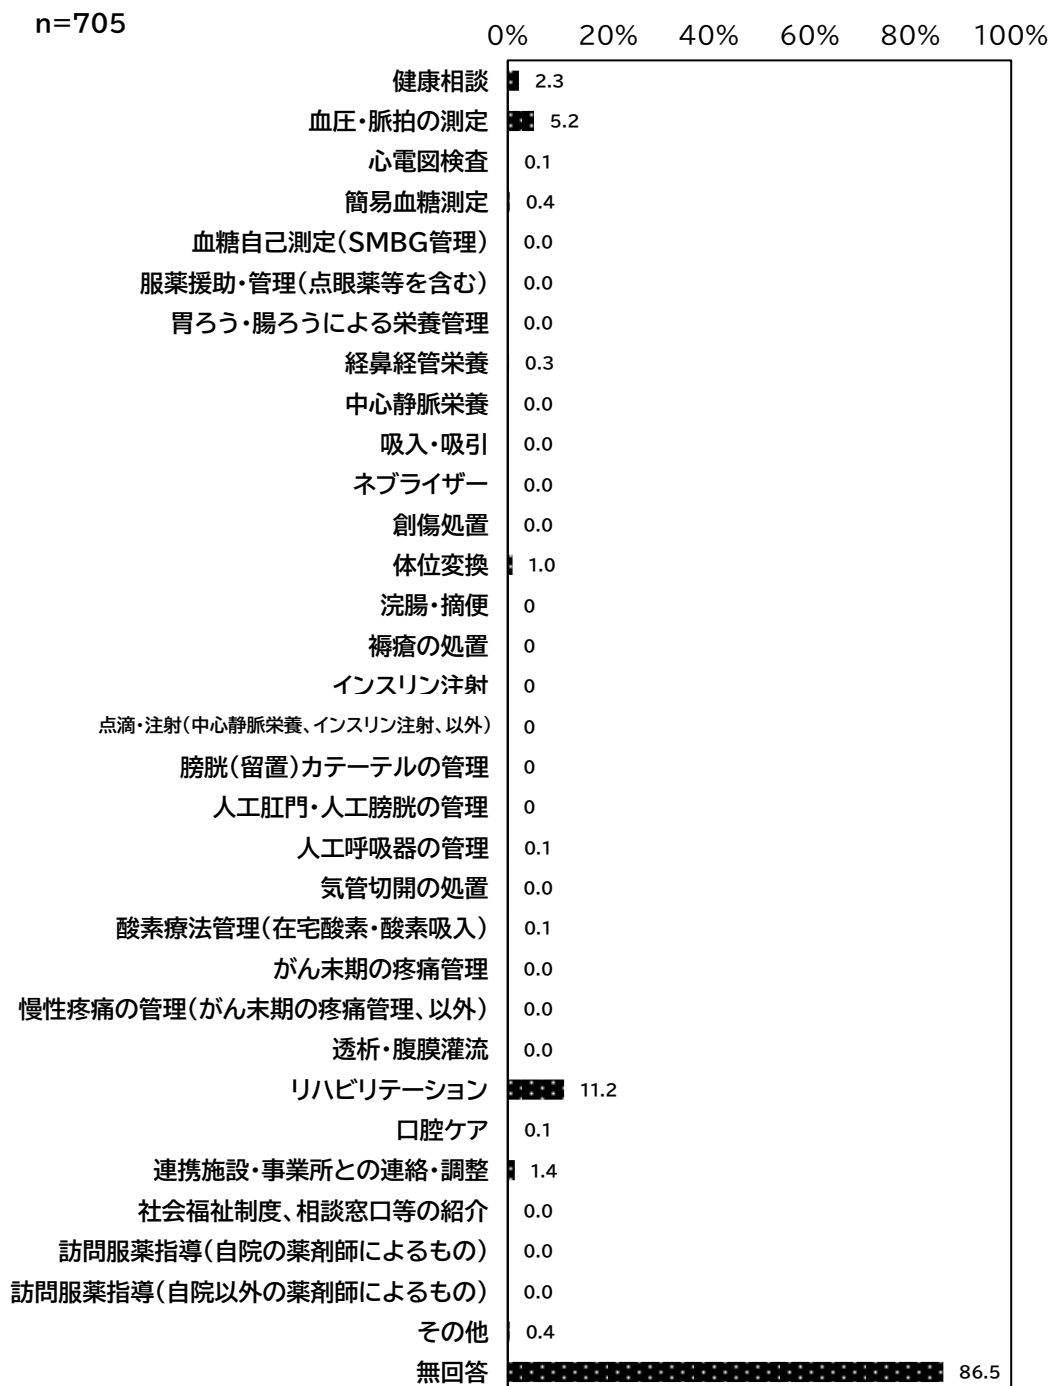 n=705
0% 20% 40% 60% 80% 100%
健康相談 2.3
血圧・脈拍の測定 5.2
心電図検査 0.1
簡易血糖測定 0.4
血糖自己測定(SMBG管理) 0.0
服薬援助・管理(点眼薬等を含む) 0.0
胃ろう・腸ろうによる栄養管理 0.0
経鼻経管栄養 0.3
中心静脈栄養 0.0
吸入・吸引 0.0
ネブライザー 0.0
創傷処置 0.0
体位変換 1.0
浣腸・摘便 0
褥瘡の処置 0
インスリン注射 0
点滴・注射(中心静脈栄養、インスリン注射、以外) 0
膀胱(留置)カテーテルの管理 0
人工肛門・人工膀胱の管理 0
人工呼吸器の管理 0.1
気管切開の処置 0.0
酸素療法管理(在宅酸素・酸素吸入) 0.1
がん末期の疼痛管理 0.0
慢性疼痛の管理(がん末期の疼痛管理、以外) 0.0
透析・腹膜灌流 0.0
リハビリテーション 11.2
口腔ケア 0.1
連携施設・事業所との連絡・調整 1.4
社会福祉制度、相談窓口等の紹介 0.0
訪問服薬指導(自院の薬剤師によるもの) 0.0
訪問服薬指導(自院以外の薬剤師によるもの) 0.0
その他 0.4
無回答 86.5